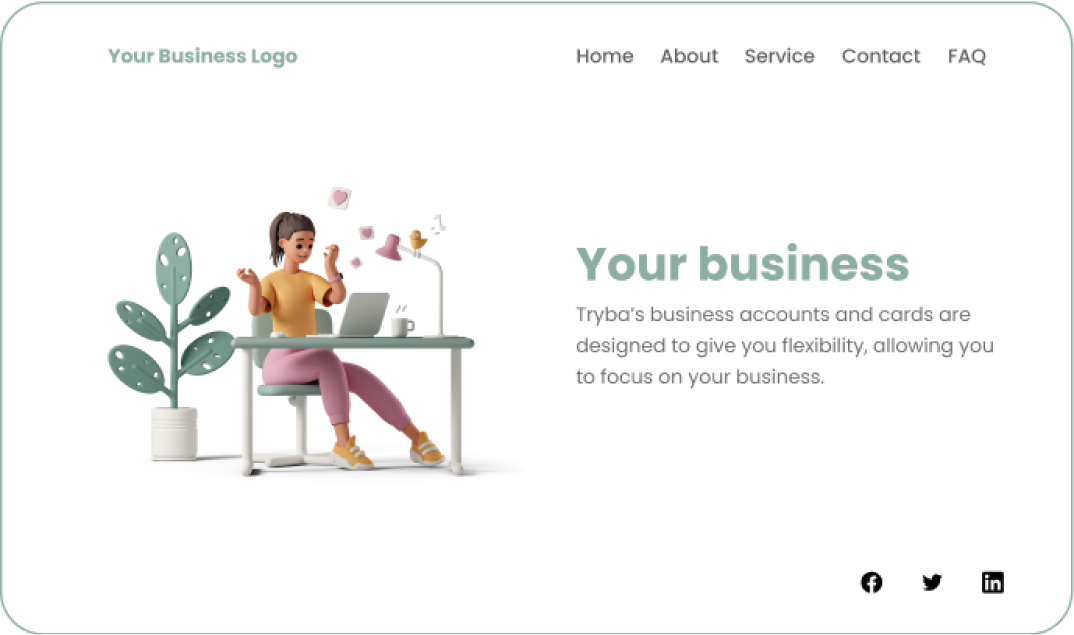 Your Business Logo
Home About Service Contact FAQ
Your business
Tryba's business accounts and cards are
designed to give you flexibility, allowing you
to focus on your business.
in